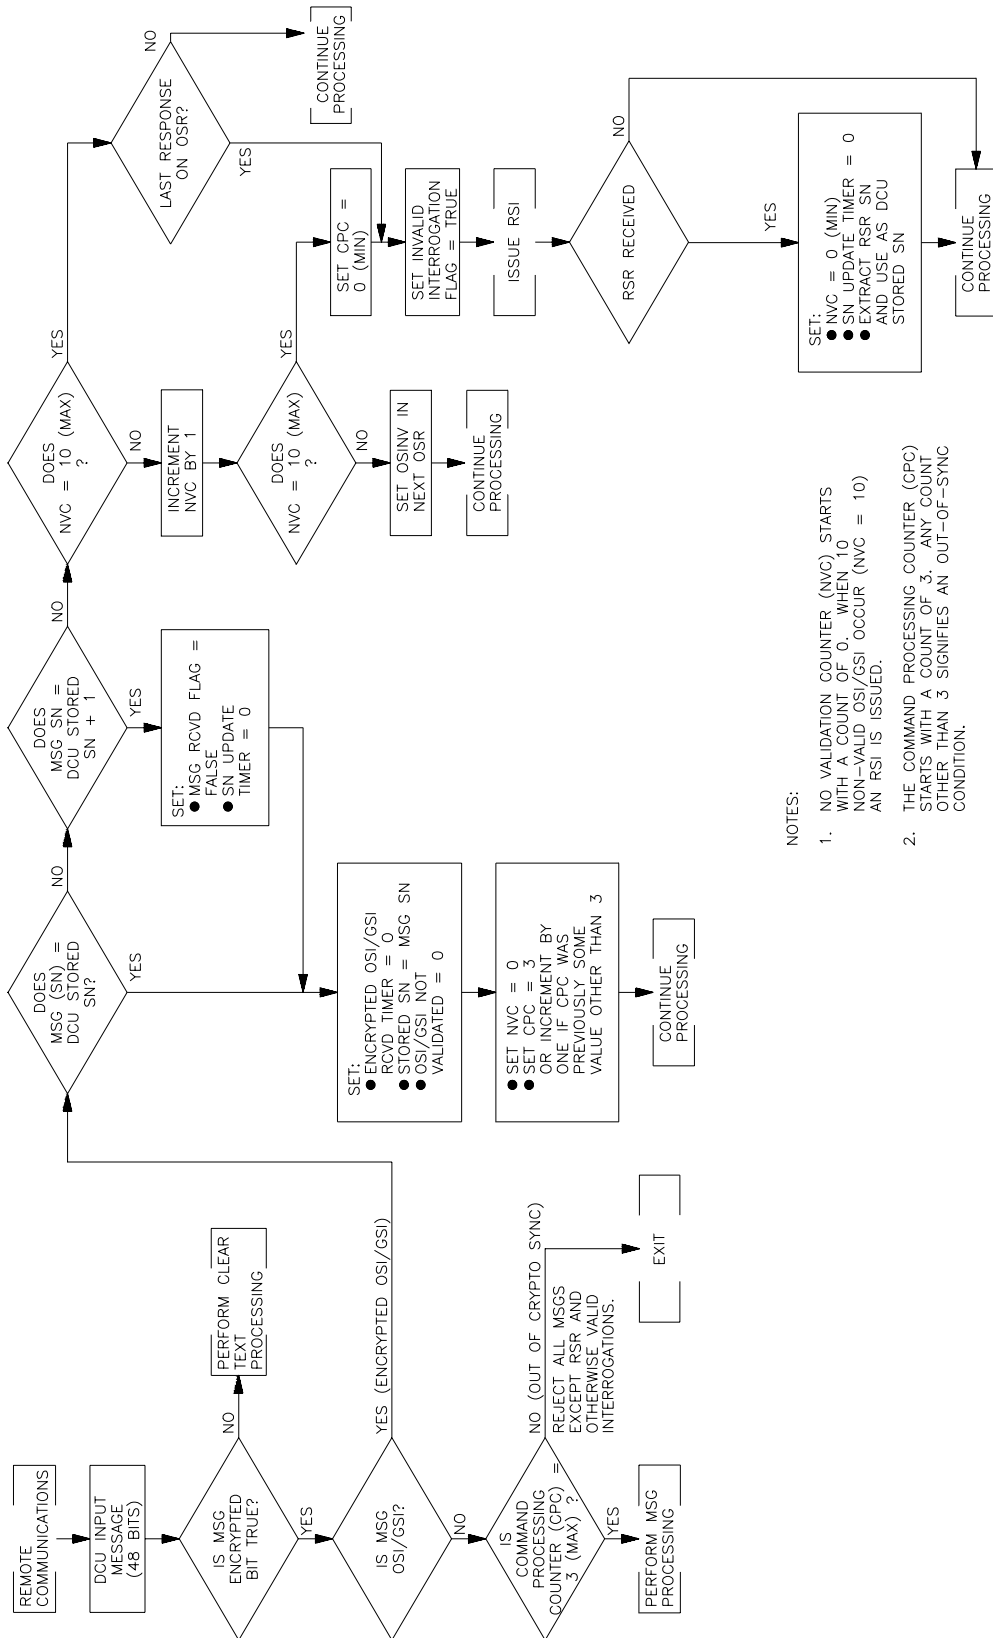 REMOTE
COMMUNICATIONS
DCU INPUT
MESSAGE
(48 BITS)
IS MSG
ENCRYPTED
BIT TRUE?
NO
PERFORM CLEAR
TEXT
PROCESSING
YES
IS MSG
OSI/GSI?
YES (ENCRYPTED OSI/GSI)
NO
IS
COMMAND
PROCESSING
COUNTER (CPC) =
3 (MAX) ?
NO (OUT OF CRYPTO SYNC)
REJECT ALL MSGS
EXCEPT RSR AND
OTHERWISE VALID
INTERROGATIONS.
EXIT
YES
PERFORM MSG
PROCESSING
DOES
MSG (SN) =
DCU STORED
SN?
NO
YES
DOES
MSG SN =
DCU STORED
SN + 1
NO
YES
SET:
● MSG RCVD FLAG =
FALSE
● SN UPDATE
TIMER = 0
SET:
● ENCRYPTED OSI/GSI
RCVD TIMER = 0
● STORED SN = MSG SN
● OSI/GSI NOT
VALIDATED = 0
● SET NVC = 0
● SET CPC = 3
OR INCREMENT BY
ONE IF CPC WAS
PREVIOUSLY SOME
VALUE OTHER THAN 3
CONTINUE
PROCESSING
DOES
NVC = 10 (MAX)
?
YES
NO
INCREMENT
NVC BY 1
DOES
NVC = 10 (MAX)
?
YES
NO
SET OSINV IN
NEXT OSR
CONTINUE
PROCESSING
LAST RESPONSE
ON OSR?
NO
CONTINUE
PROCESSING
YES
SET CPC =
0 (MIN)
SET INVALID
INTERROGATION
FLAG = TRUE
ISSUE RSI
RSR RECEIVED
NO
YES
SET:
● NVC = 0 (MIN)
● SN UPDATE TIMER = 0
● EXTRACT RSR SN
AND USE AS DCU
STORED SN
CONTINUE
PROCESSING
NOTES:
1. NO VALIDATION COUNTER (NVC) STARTS
WITH A COUNT OF 0. WHEN 10
NON-VALID OSI/GSI OCCUR (NVC = 10)
AN RSI IS ISSUED.
2. THE COMMAND PROCESSING COUNTER (CPC)
STARTS WITH A COUNT OF 3. ANY COUNT
OTHER THAN 3 SIGNIFIES AN OUT-OF-SYNC
CONDITION.